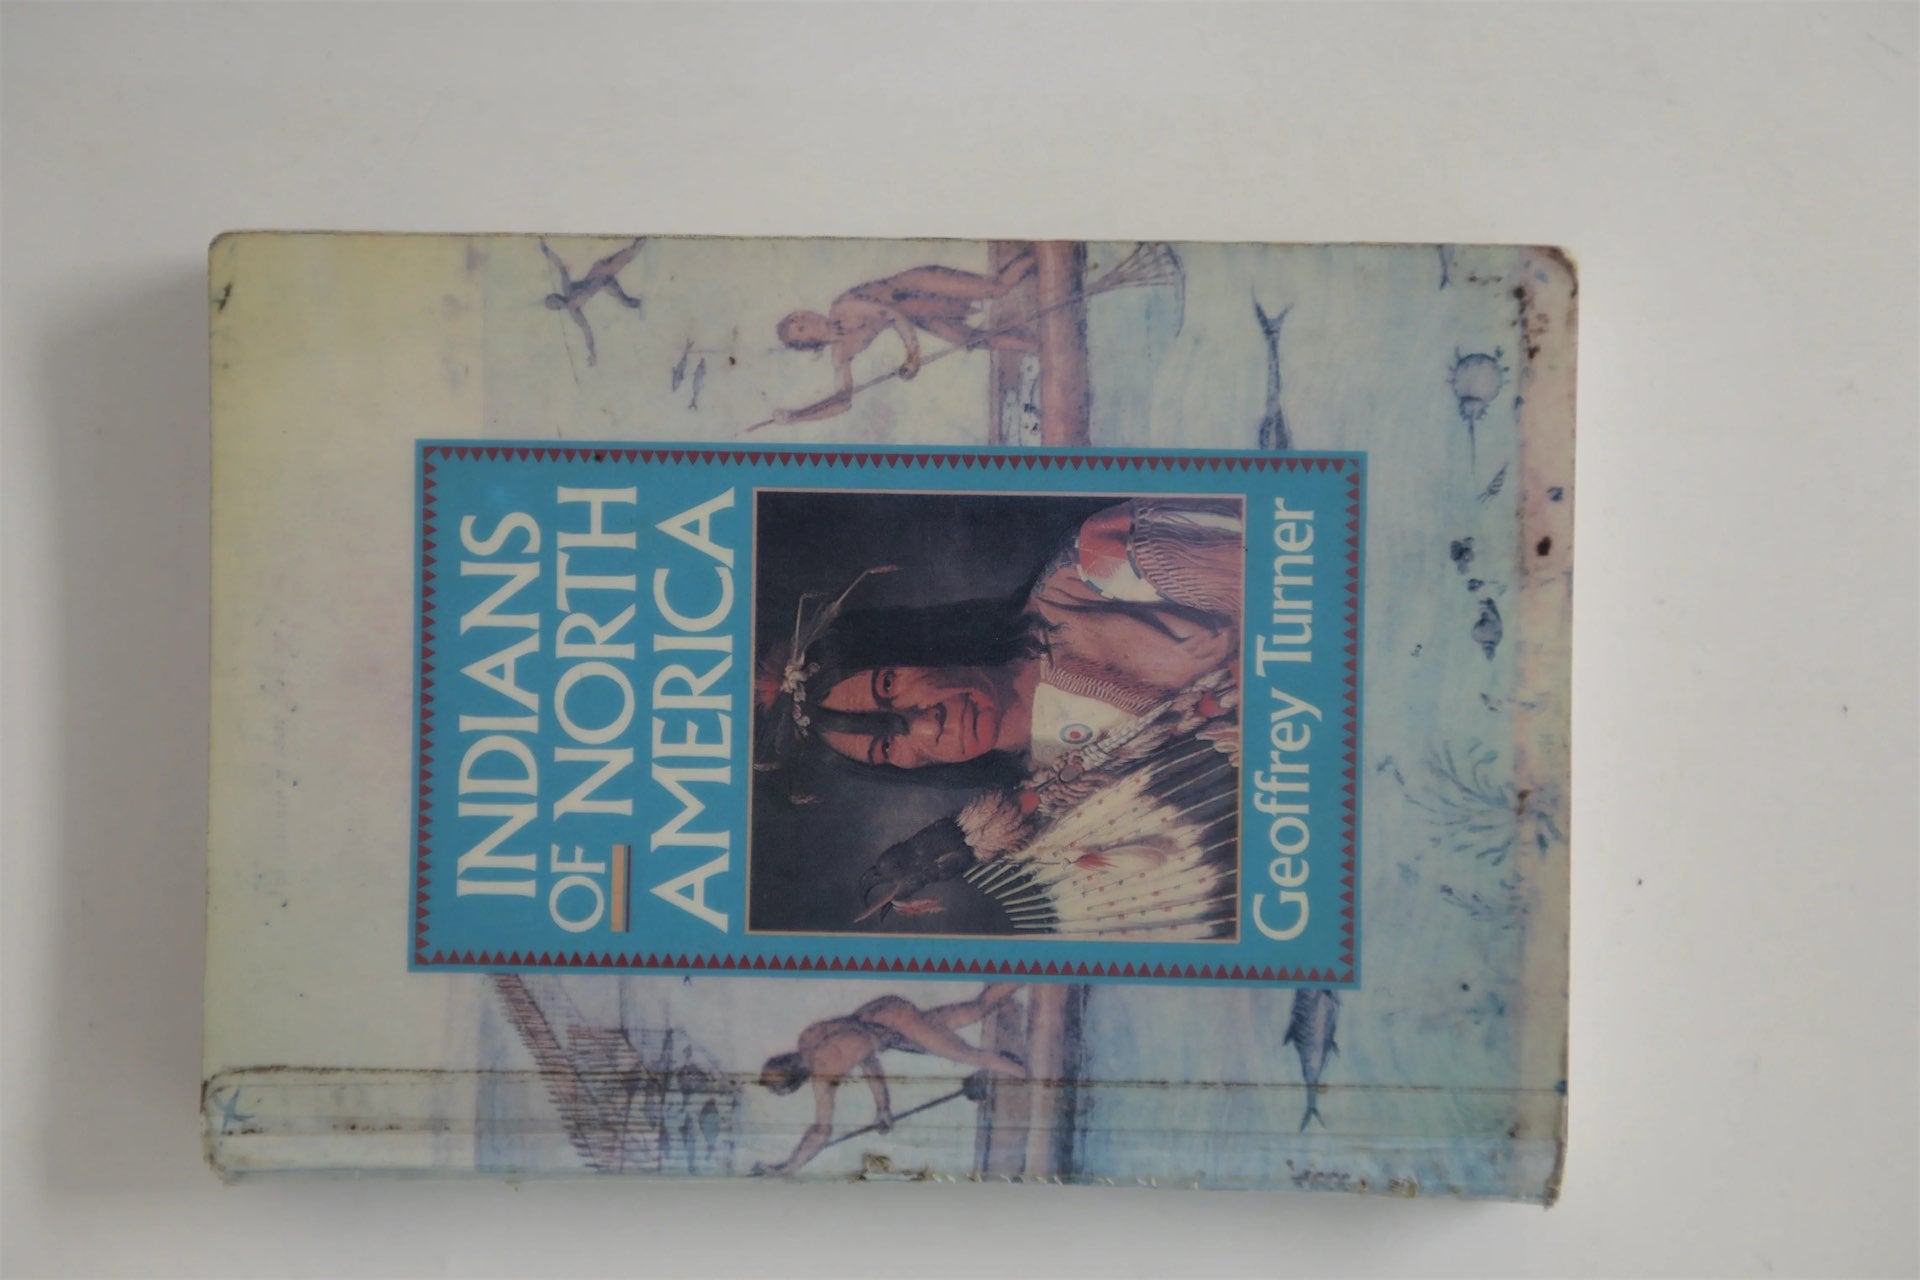 INDIANS
OF NORTH
AMERICA
Geoffrey Turner